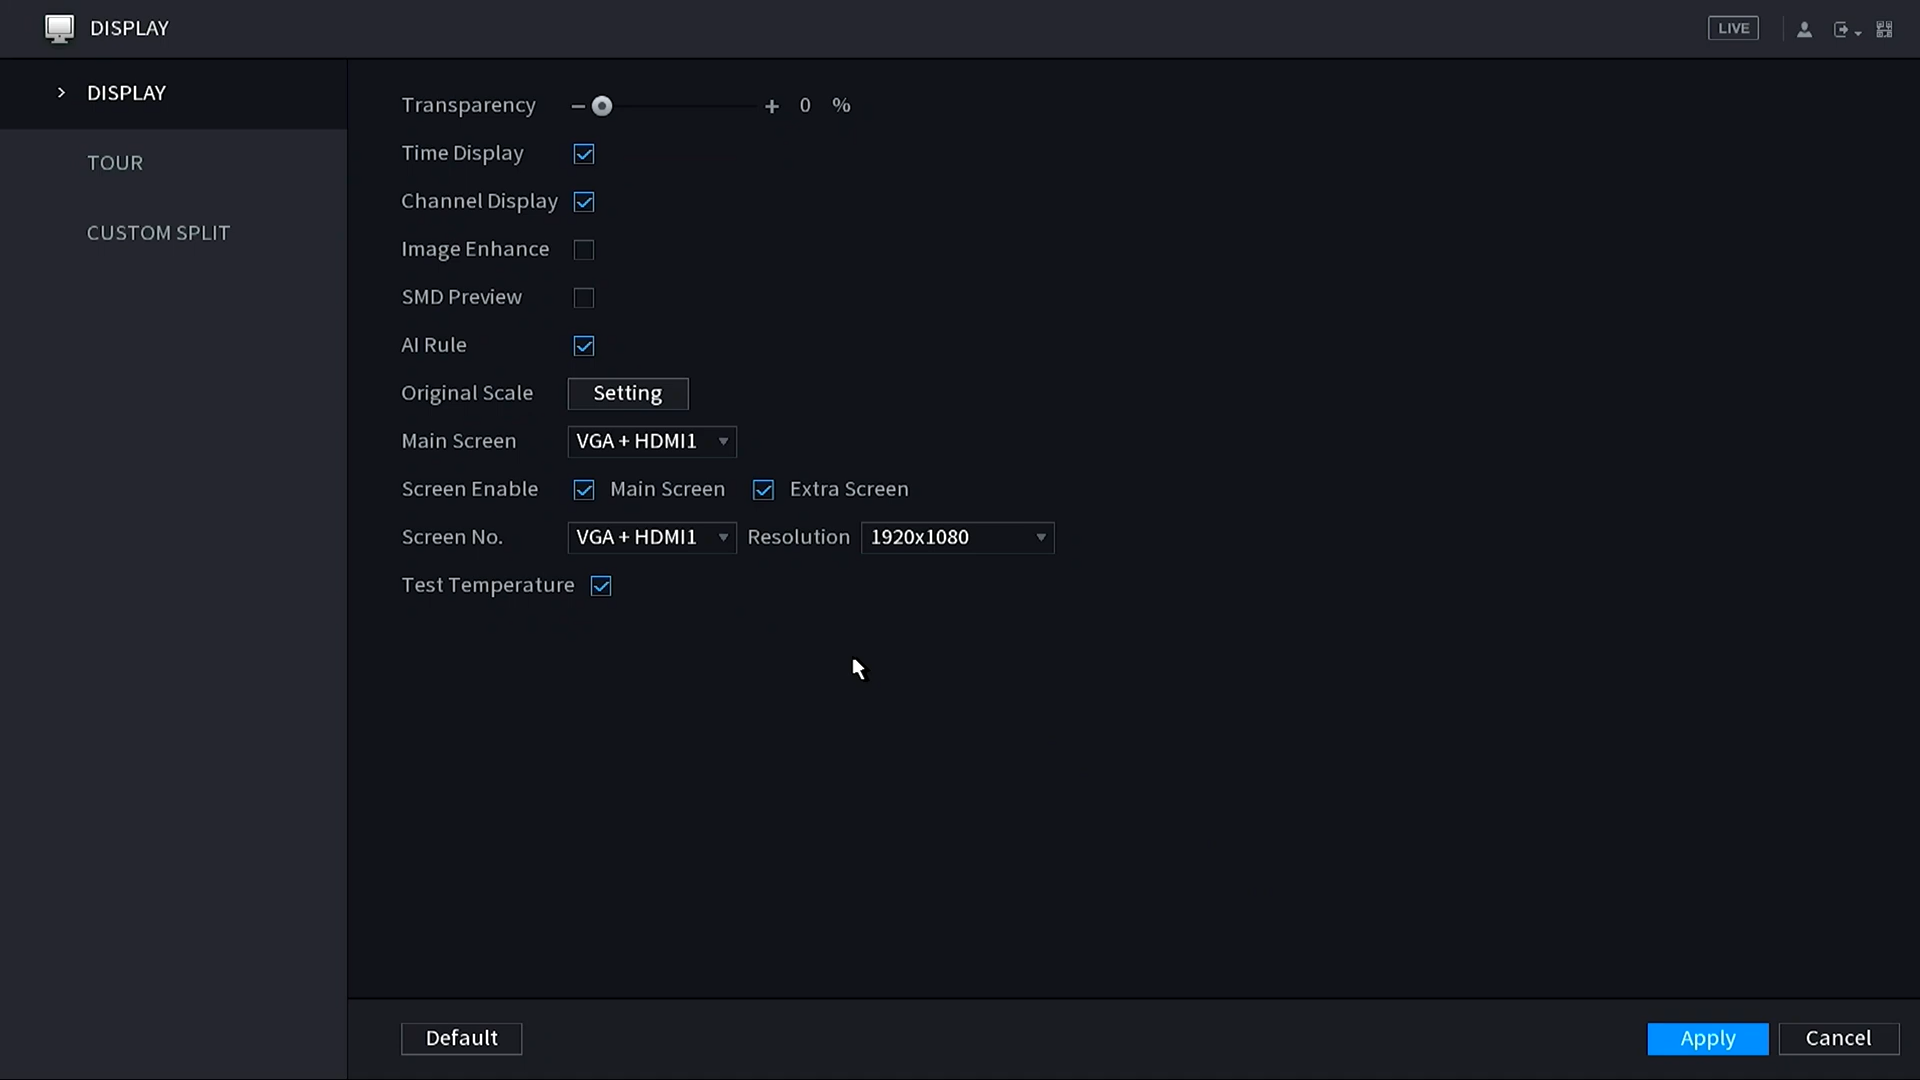 DISPLAY
LIVE
DISPLAY
TOUR
CUSTOM SPLIT
Transparency 0 %
Time Display
Channel Display
Image Enhance
SMD Preview
AI Rule
Original Scale Setting
Main Screen VGA + HDMI1
Screen Enable Main Screen Extra Screen
Screen No. VGA + HDMI1 Resolution 1920x1080
Test Temperature
Default Apply Cancel